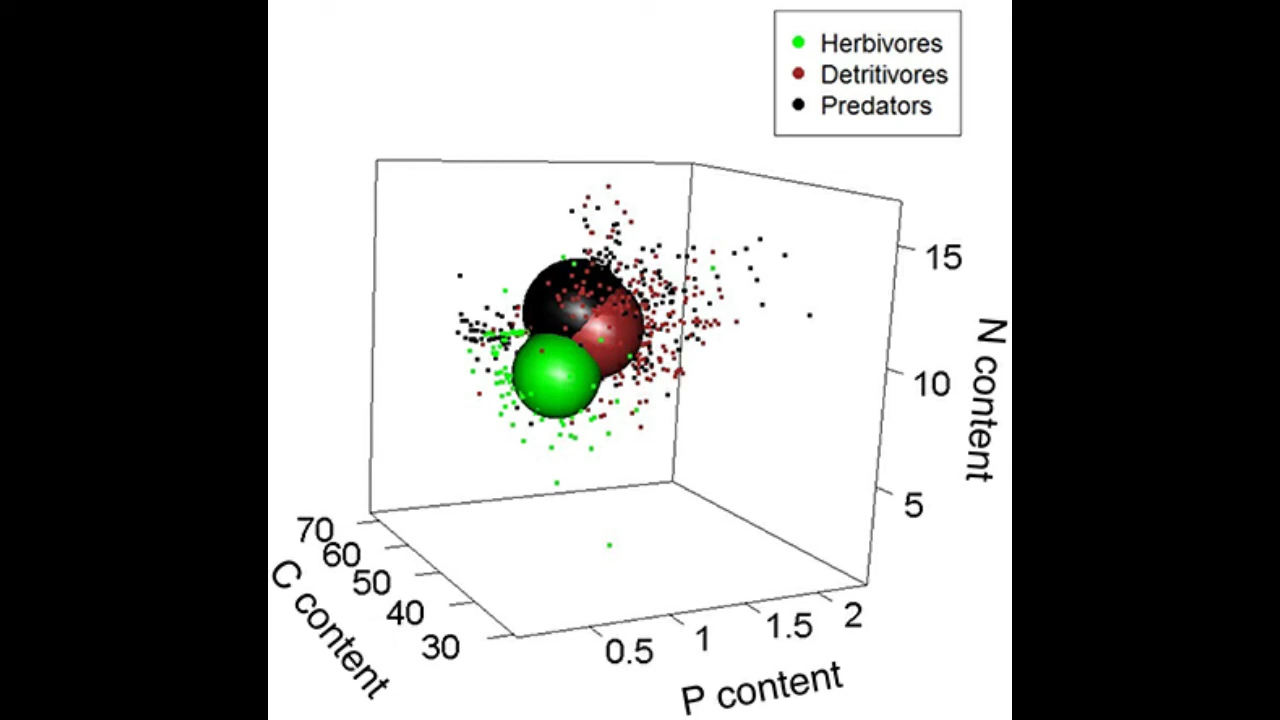 Herbivores
Detritivores
Predators
15
10
5
N content
70
60
50
40
30
C content
0.5
1
1.5
2
P content